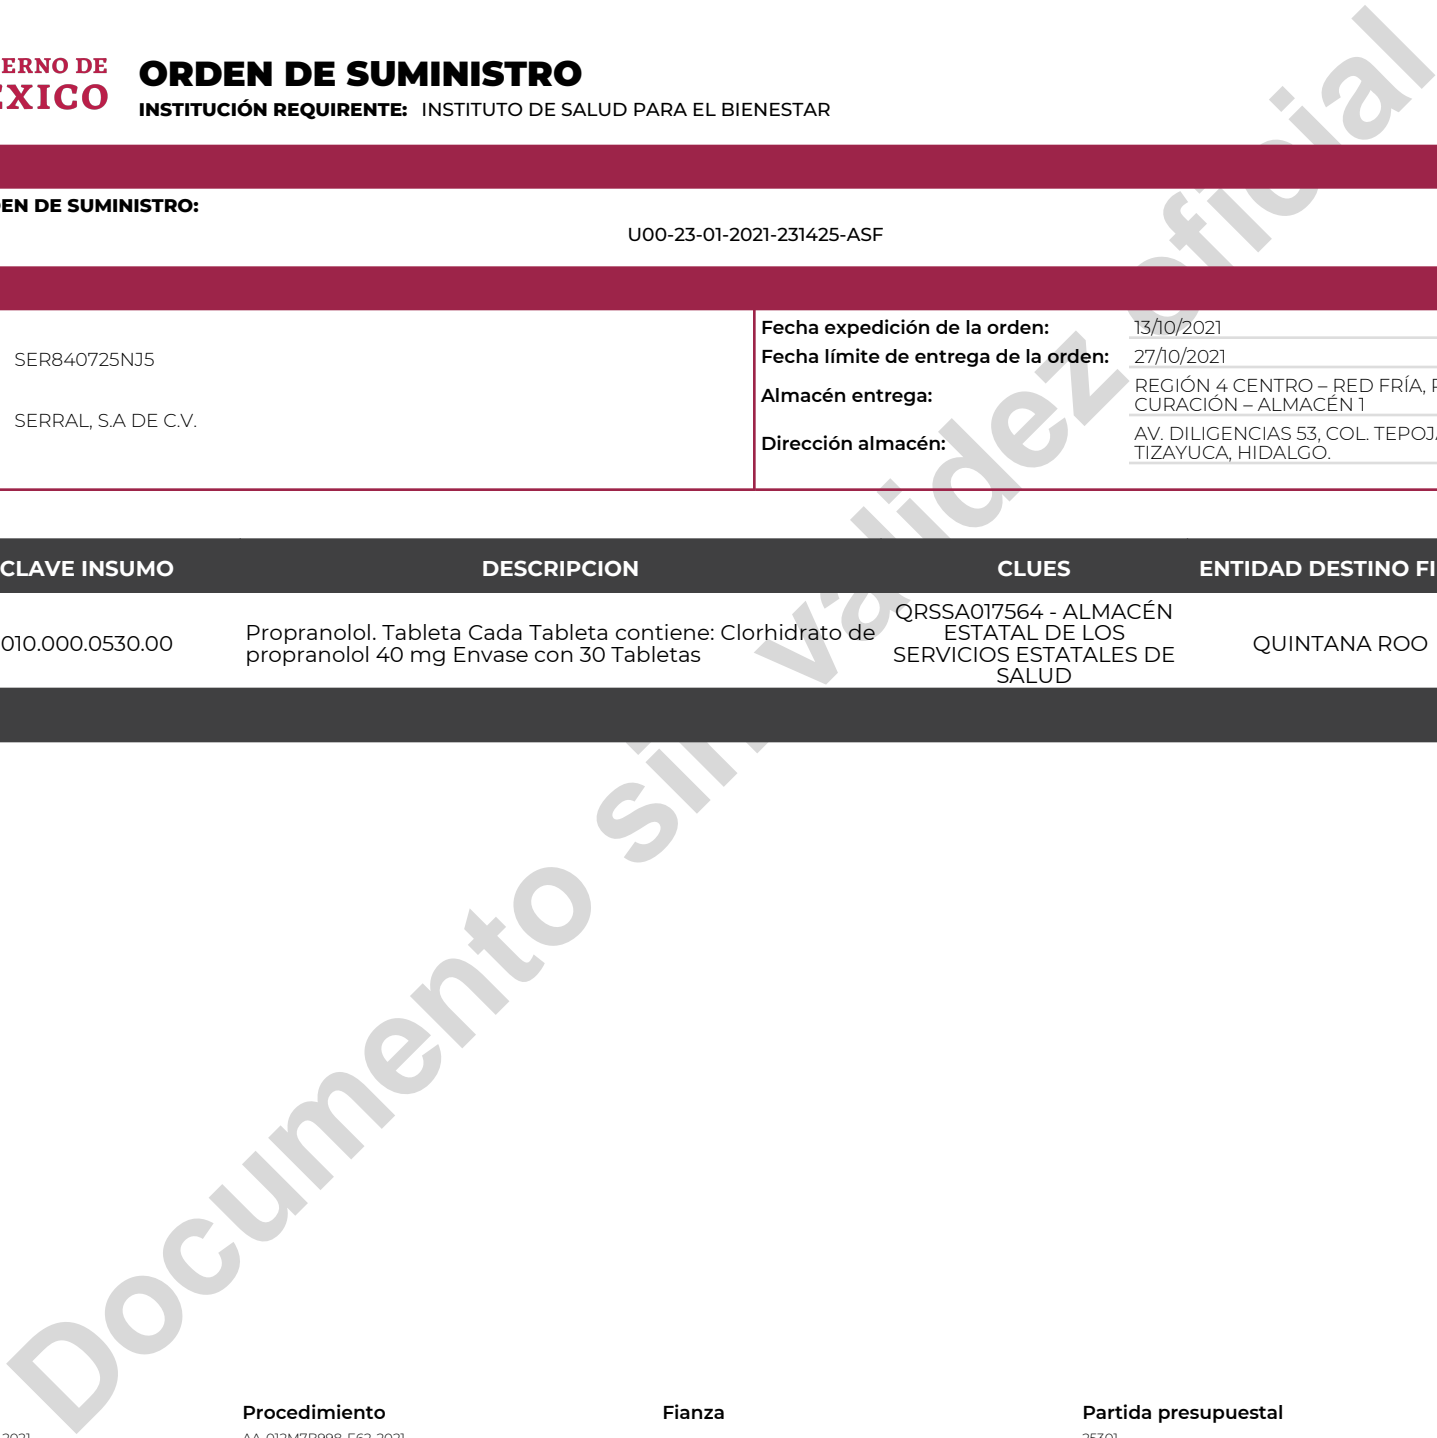 ERNO DE
ÉXICO
ORDEN DE SUMINISTRO
INSTITUCIÓN REQUIRENTE: INSTITUTO DE SALUD PARA EL BIENESTAR
EN DE SUMINISTRO:
U00-23-01-2021-231425-ASF
SER840725NJ5
SERRAL, S.A DE C.V.
Fecha expedición de la orden: 13/10/2021
Fecha límite de entrega de la orden: 27/10/2021
Almacén entrega: REGIÓN 4 CENTRO – RED FRÍA,
CURACIÓN – ALMACÉN 1
Dirección almacén: AV. DILIGENCIAS 53, COL. TEPOJA
TIZAYUCA, HIDALGO.
CLAVE INSUMO DESCRIPCION CLUES ENTIDAD DESTINO FI
010.000.0530.00
Propranolol. Tableta Cada Tableta contiene: Clorhidrato de
propranolol 40 mg Envase con 30 Tabletas
QRSSA017564 - ALMACÉN
ESTATAL DE LOS
SERVICIOS ESTATALES DE
SALUD
QUINTANA ROO
Documento sin validez oficial
Procedimiento Fianza Partida presupuestal